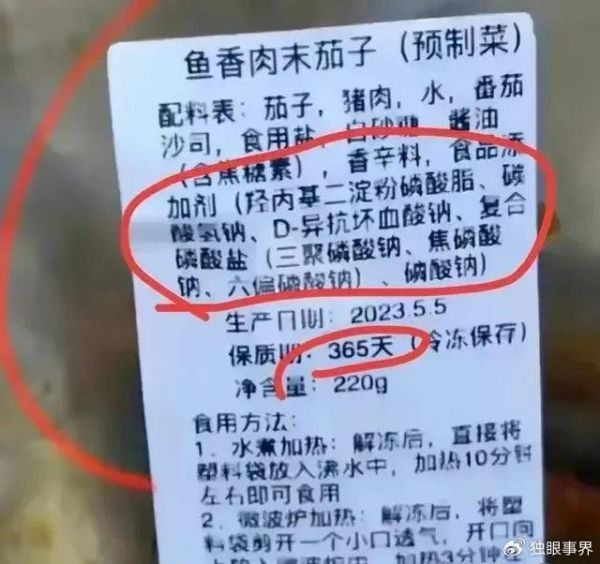 鱼香肉末茄子（预制菜）
配料表：茄子，猪肉，水，番茄
沙司，食用盐，白砂糖，酱油
（含焦糖素），香辛料，食品添
加剂（羟丙基二淀粉磷酸脂、碳
酸氢钠、D-异抗坏血酸钠、复合
磷酸盐（三聚磷酸钠、焦磷酸
钠、六偏磷酸钠）、磷酸钠）
生产日期：2023.5.5
保质期：365天（冷冻保存）
净含量：220g
食用方法：
1．水煮加热：解冻后，直接将
塑料袋放入沸水中，加热10分钟
左右即可食用
2．微波炉加热：解冻后，将塑
料袋剪开一个小口透气，开口向
加热3分钟
独眼事界